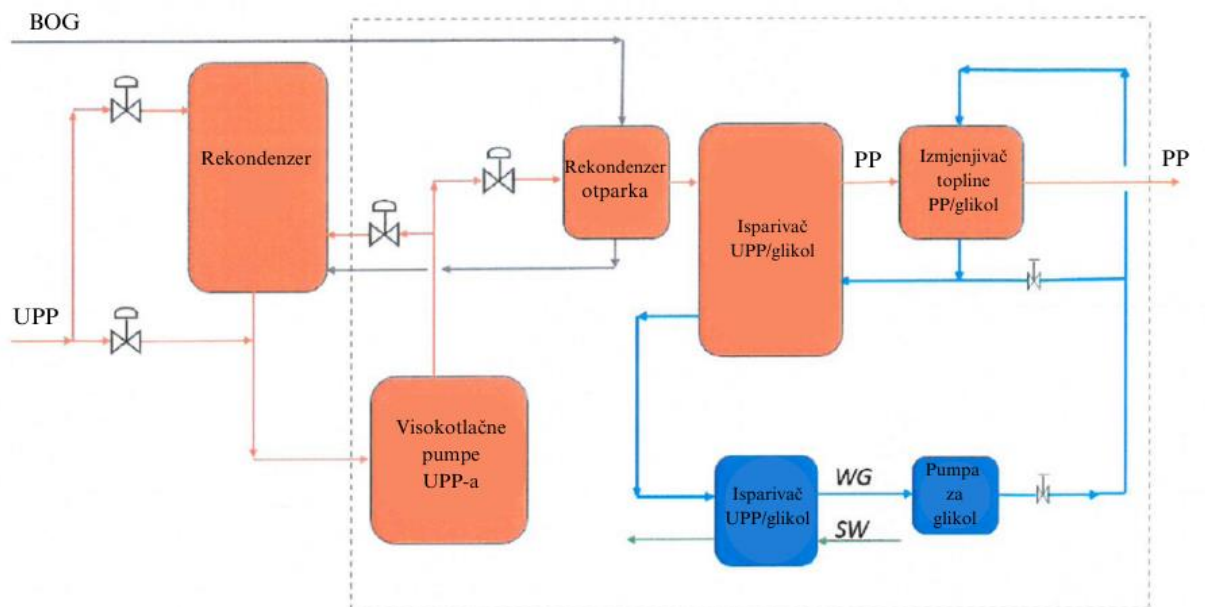 BOG
Rekondenzer
Rekondenzer
otparka
PP
Izmjenjivač
topline
PP/glikol
PP
Isparivač
UPP/glikol
UPP
Visokotlačne
pumpe
UPP-a
Isparivač
UPP/glikol
WG
SW
Pumpa
za
glikol